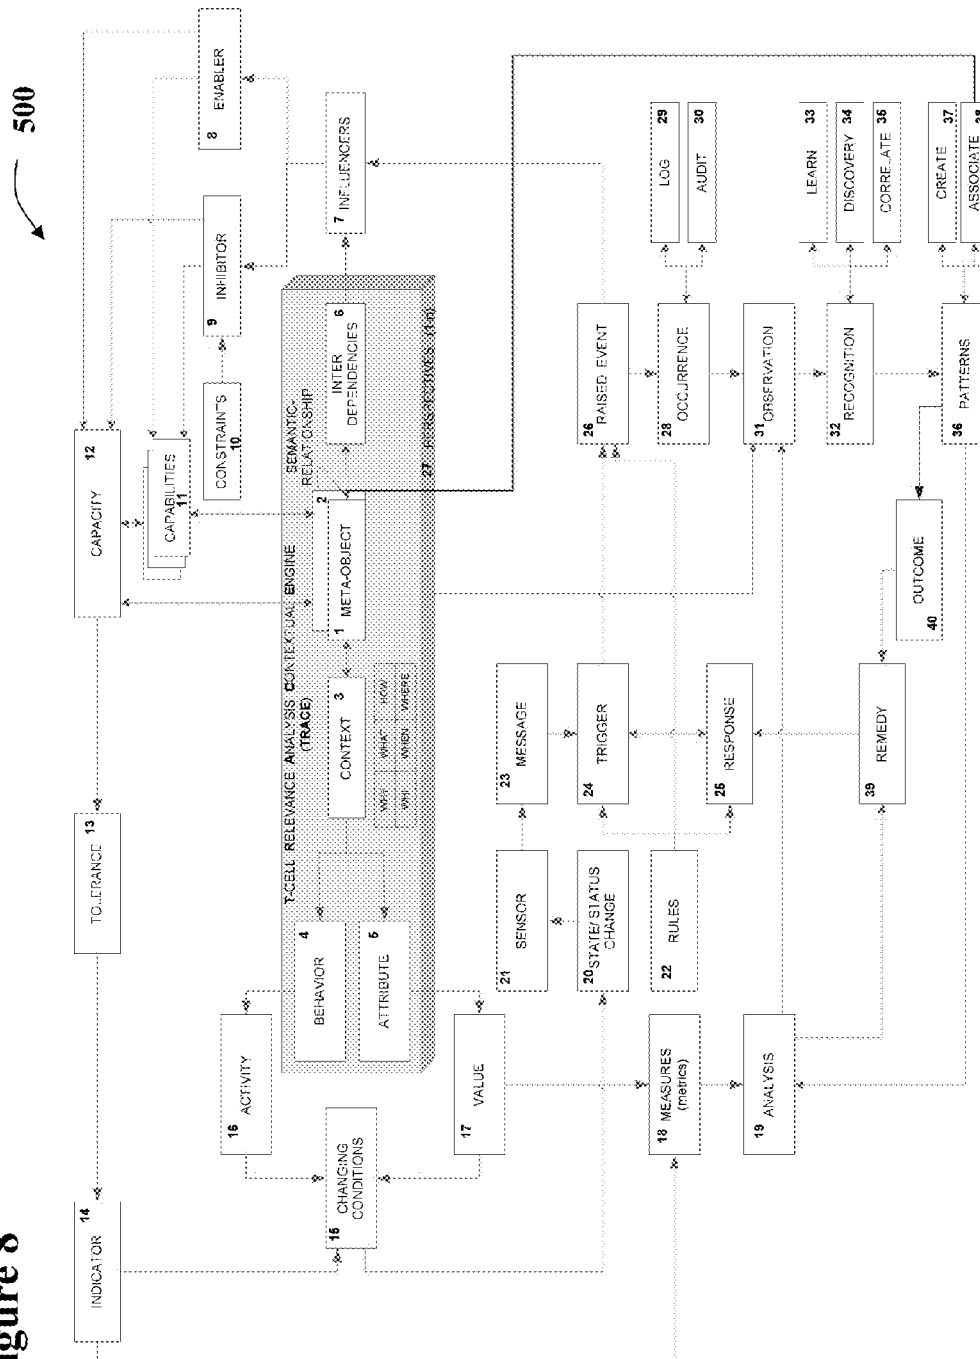 igure 8
500
14 INDICATOR
13 TOLERANCE
12 CAPACITY
11 CAPABILITIES
10 CONSTRAINTS
9 INHIBITOR
8 ENABLER
16 ACTIVITY
T-CELL RELEVANCE ANALYSIS CONTEXTUAL ENGINE
(TRACE)
SEMANTIC-
RELATIONSHIP
4 BEHAVIOR
5 ATTRIBUTE
3 CONTEXT
WHY WHAT HOW
WHO WHEN WHERE
1 META-OBJECT 2
6 INTER
DEPENDENCIES
7 INFLUENCERS
27 PERSPECTIVES (1-n)
15 CHANGING
CONDITIONS
17 VALUE
21 SENSOR
23 MESSAGE
20 STATE/ STATUS
CHANGE
24 TRIGGER
26 RAISED EVENT
18 MEASURES
(metrics)
22 RULES
25 RESPONSE
28 OCCURRENCE
LOG 29
AUDIT 30
19 ANALYSIS
31 OBSERVATION
39 REMEDY
32 RECOGNITION
LEARN 33
DISCOVERY 34
CORRELATE 35
40 OUTCOME
36 PATTERNS
CREATE 37
ASSOCIATE